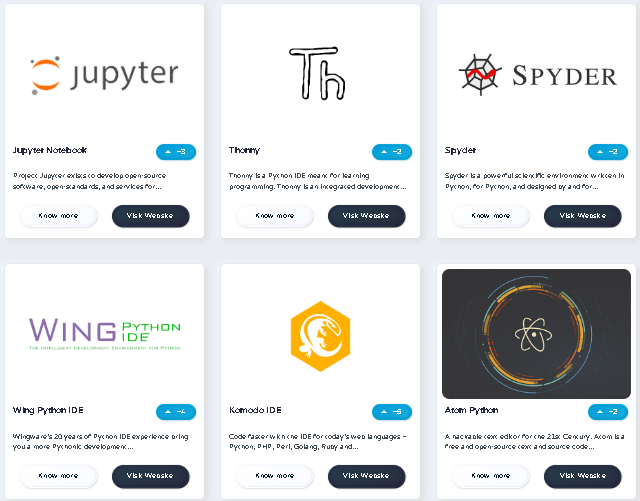 jupyter
Jupyter Notebook
-3
Project Jupyter exists to develop open-source
software, open-standards, and services for...
Know more
Visit Website
Th
Thonny
-2
Thonny is a Python IDE meant for learning
programming. Thonny is an integrated development...
Know more
Visit Website
SPYDER
Spyder
-2
Spyder is a powerful scientific environment written in
Python, for Python, and designed by and for...
Know more
Visit Website
WING PYTHON IDE
THE INTELLIGENT DEVELOPMENT ENVIRONMENT FOR PYTHON
Wing Python IDE
-4
Wingware's 20 years of Python IDE experience bring
you a more Pythonic development...
Know more
Visit Website
Komodo IDE
-5
Code faster with the IDE for today's web languages –
Python, PHP, Perl, Golang, Ruby and...
Know more
Visit Website
Atom Python
-2
A hackable text editor for the 21st Century. Atom is a
free and open-source text and source code...
Know more
Visit Website